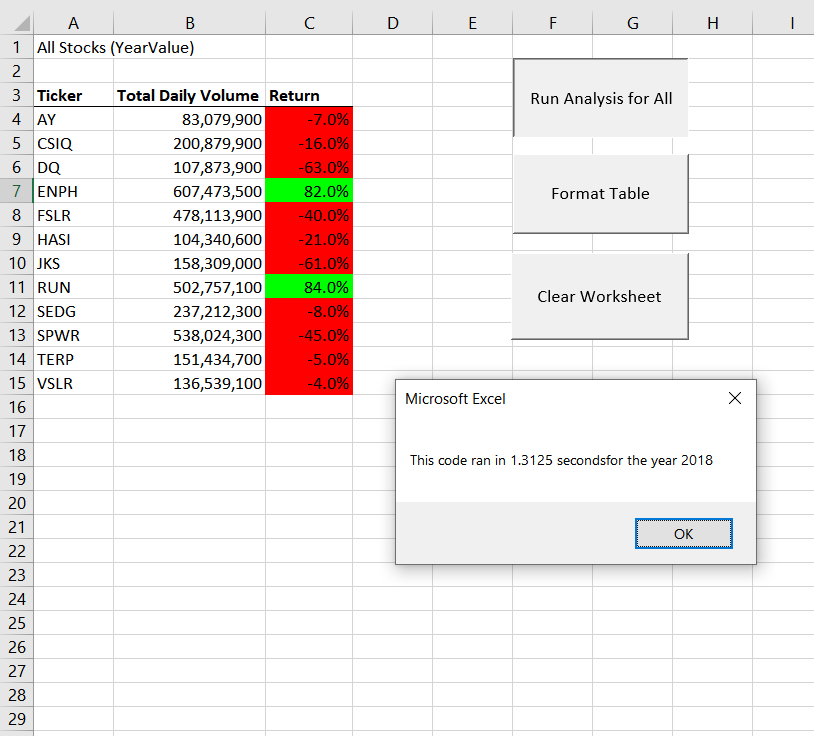 A B C D E F G H I
1 All Stocks (YearValue)
2
3 Ticker Total Daily Volume Return
4 AY 83,079,900 -7.0%
5 CSIQ 200,879,900 -16.0%
6 DQ 107,873,900 -63.0%
7 ENPH 607,473,500 82.0%
8 FSLR 478,113,900 -40.0%
9 HASI 104,340,600 -21.0%
10 JKS 158,309,000 -61.0%
11 RUN 502,757,100 84.0%
12 SEDG 237,212,300 -8.0%
13 SPWR 538,024,300 -45.0%
14 TERP 151,434,700 -5.0%
15 VSLR 136,539,100 -4.0%
16
17
18
19
20
21
22
23
24
25
26
27
28
29
Run Analysis for All
Format Table
Clear Worksheet
Microsoft Excel
This code ran in 1.3125 secondsfor the year 2018
OK